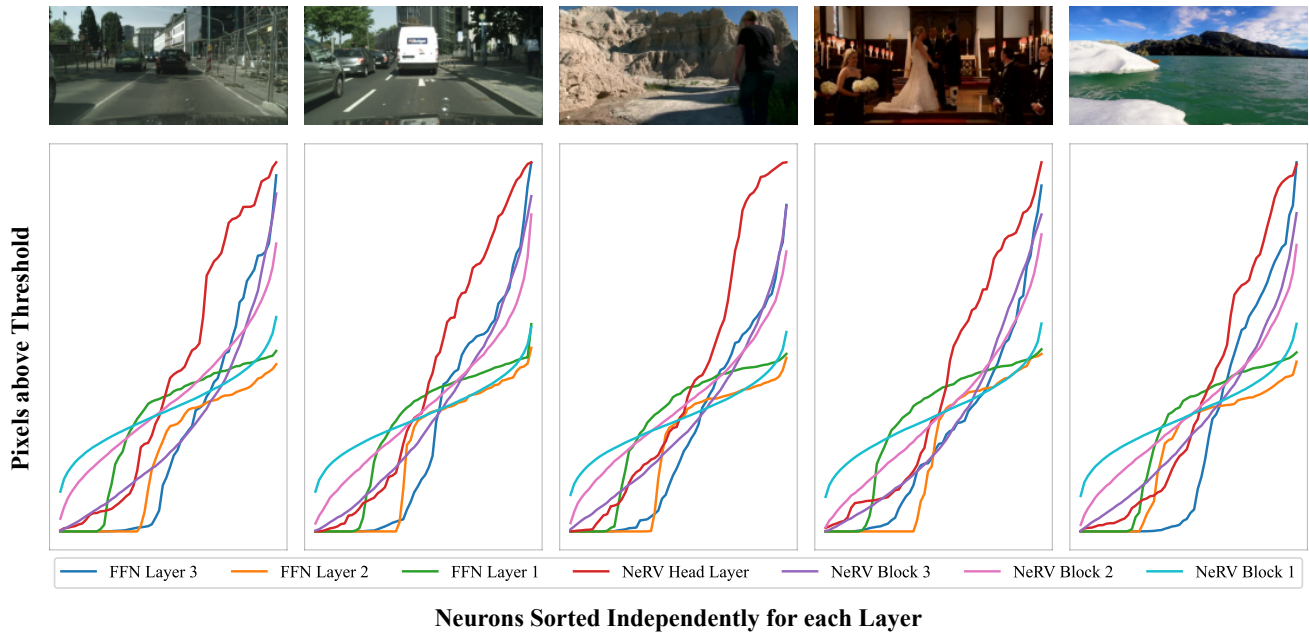 Pixels above Threshold
FFN Layer 3
FFN Layer 2
FFN Layer 1
NeRV Head Layer
NeRV Block 3
NeRV Block 2
NeRV Block 1
Neurons Sorted Independently for each Layer